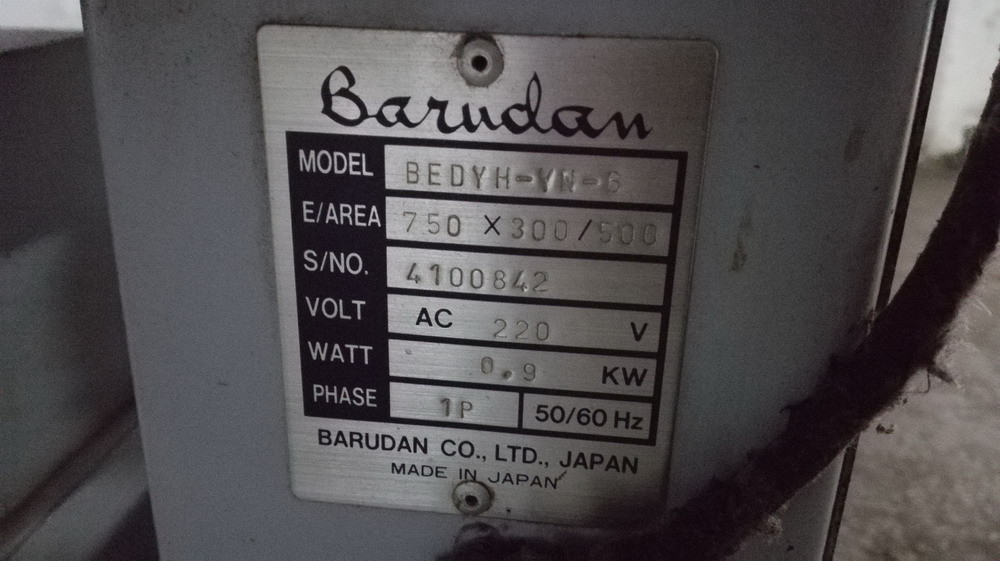 Barudan
MODEL BEDYH-YN-6
E/AREA 750 X 300/500
S/NO. 4100842
VOLT AC 220 V
WATT 0.9 KW
PHASE 1P 50/60 Hz
BARUDAN CO., LTD., JAPAN
MADE IN JAPAN